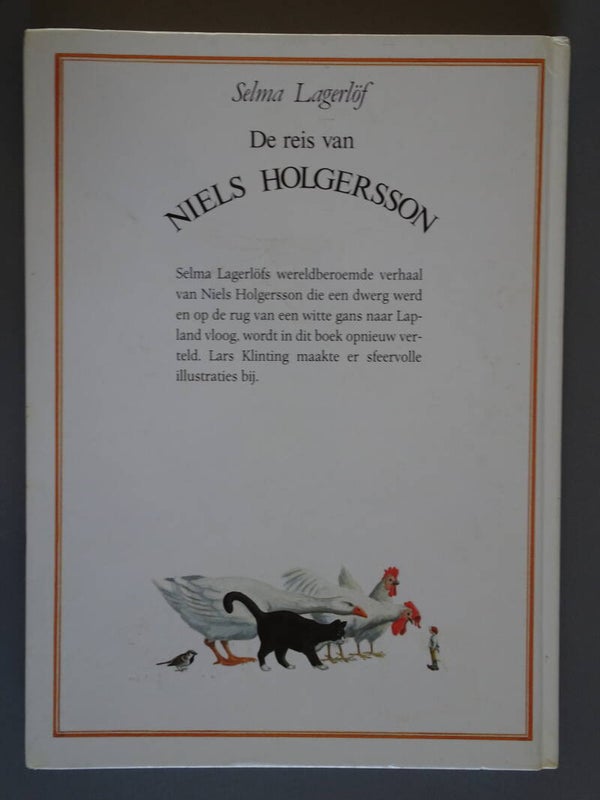 Selma Lagerlöf
De reis van
NIELS HOLGERSSON
Selma Lagerlöfs wereldberoemde verhaal
van Niels Holgersson die een dwerg werd
en op de rug van een witte gans naar Lap-
land vloog, wordt in dit boek opnieuw ver-
teld. Lars Klinting maakte er sfeervolle
illustraties bij.